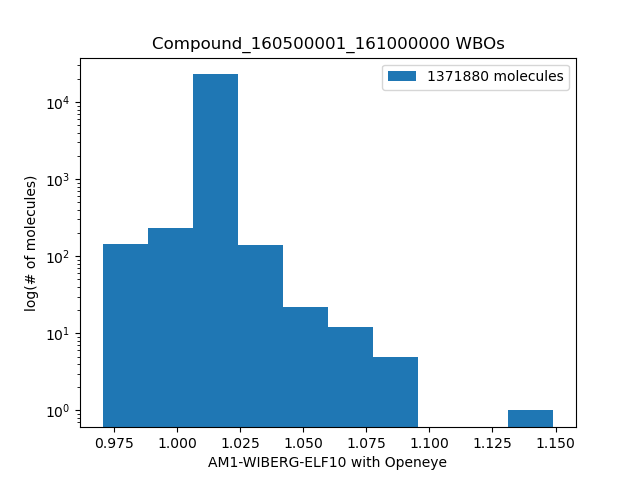 Compound_160500001_161000000 WBOs
1371880 molecules
log(# of molecules)
10⁴
10³
10²
10¹
10⁰
0.975 1.000 1.025 1.050 1.075 1.100 1.125 1.150
AM1-WIBERG-ELF10 with Openeye